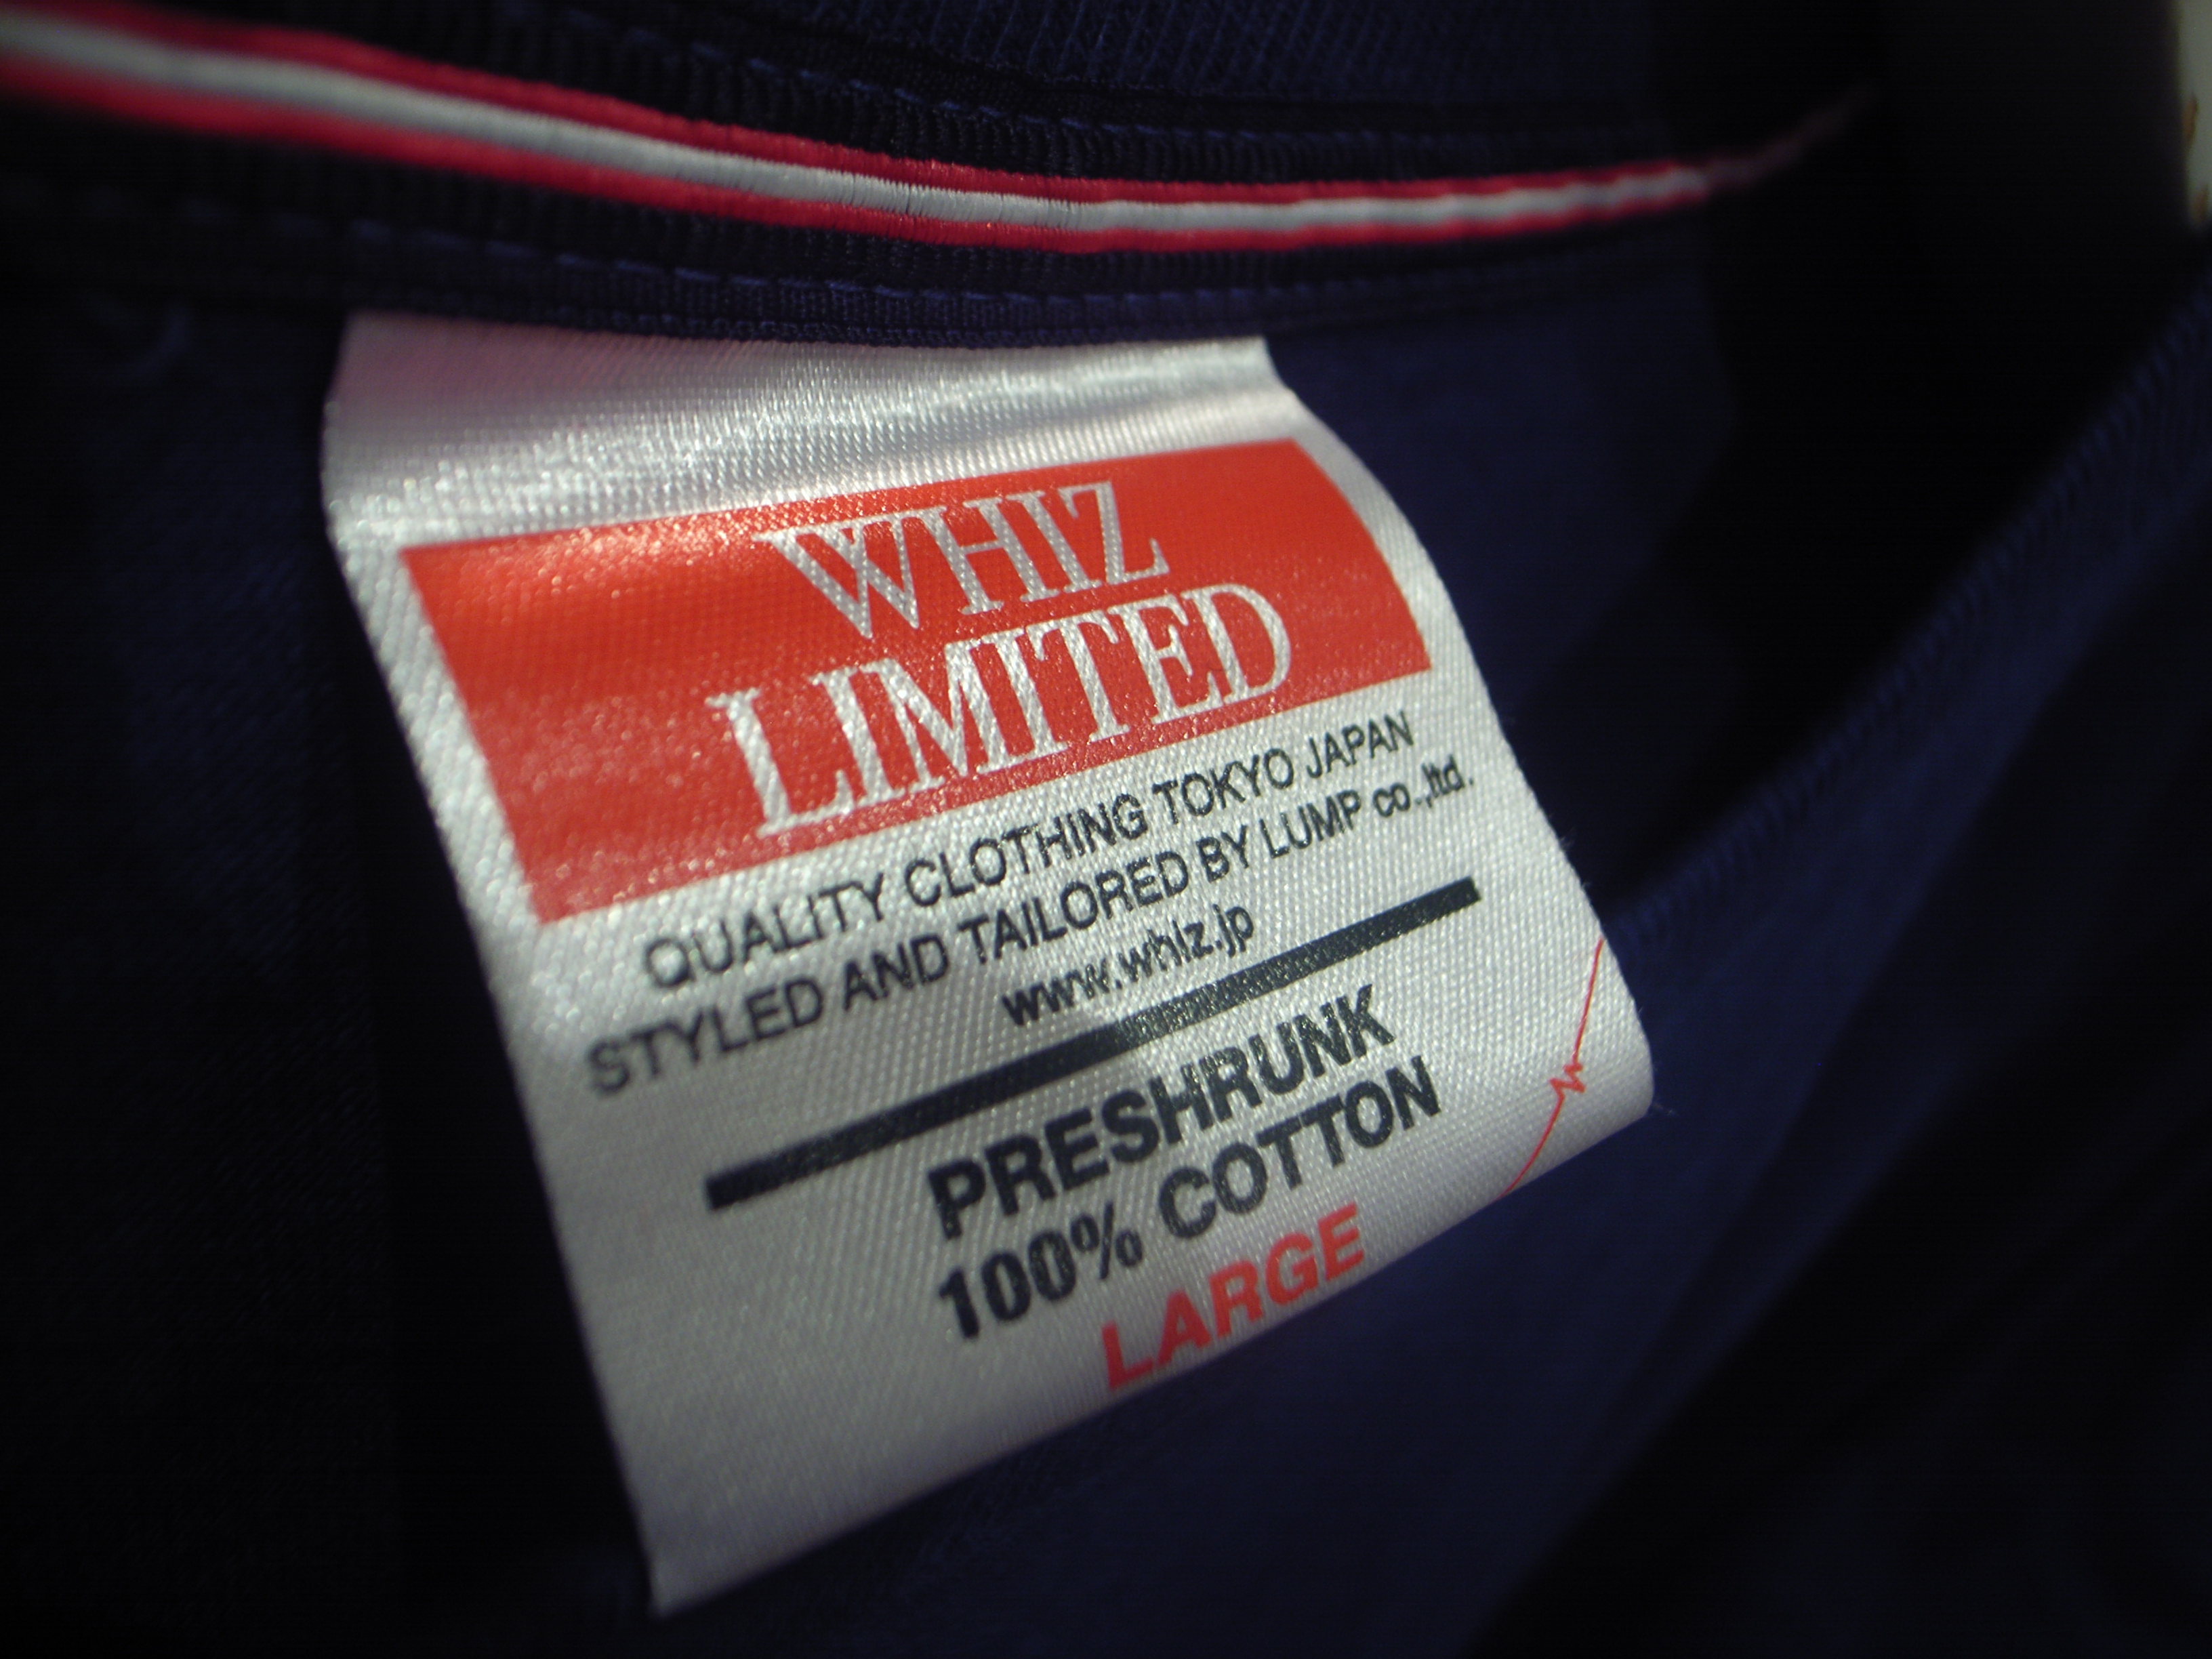 WHIZ
LIMITED
QUALITY CLOTHING TOKYO JAPAN
STYLED AND TAILORED BY LUMP co.,ltd.
www.whiz.jp
PRESHRUNK
100% COTTON
LARGE